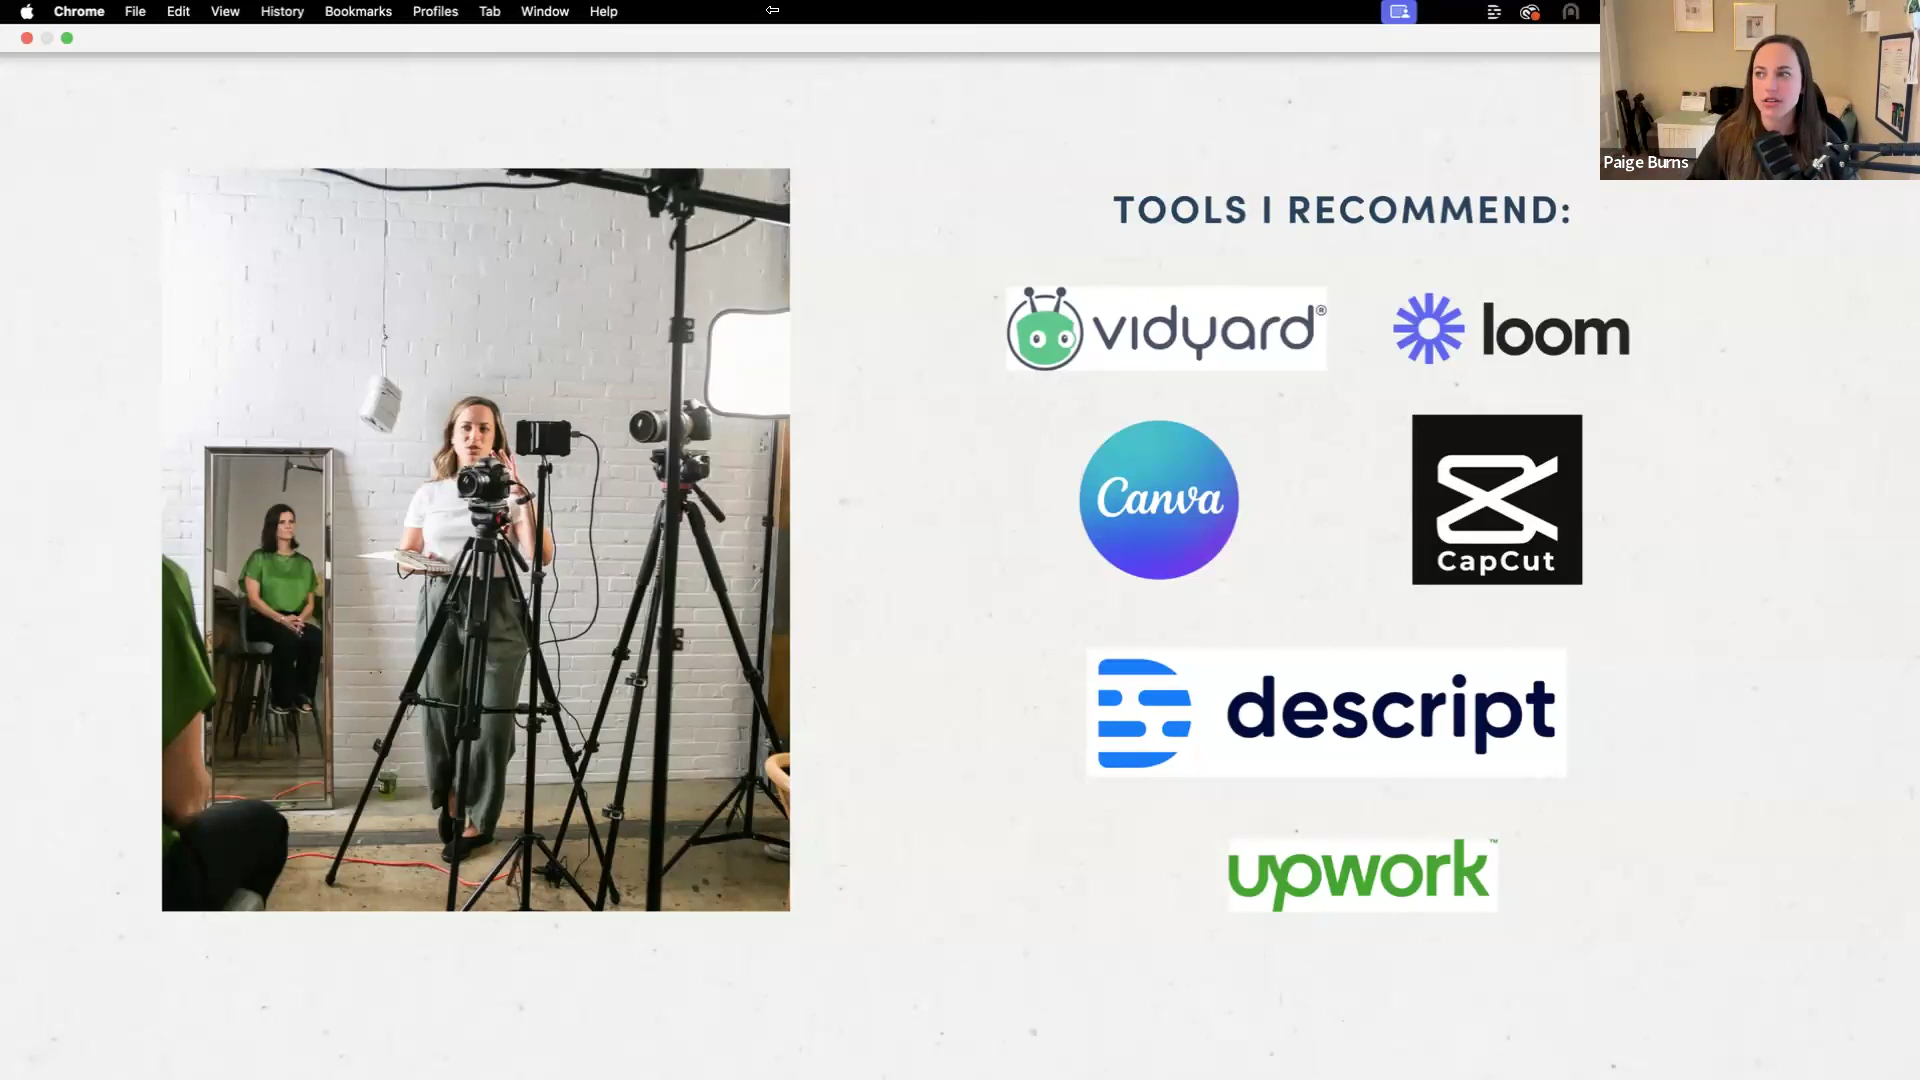 Chrome File Edit View History Bookmarks Profiles Tab Window Help
Paige Burns
TOOLS I RECOMMEND:
vidyard®
loom
Canva
CapCut
descript
upwork™